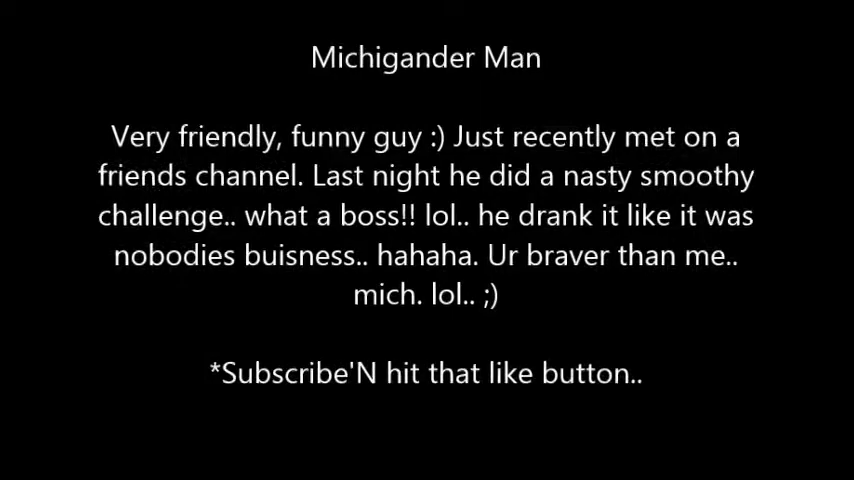 Michigander Man
Very friendly, funny guy :) Just recently met on a
friends channel. Last night he did a nasty smoothy
challenge.. what a boss!! lol.. he drank it like it was
nobodies buisness.. hahaha. Ur braver than me..
mich. lol.. ;)
*Subscribe'N hit that like button..